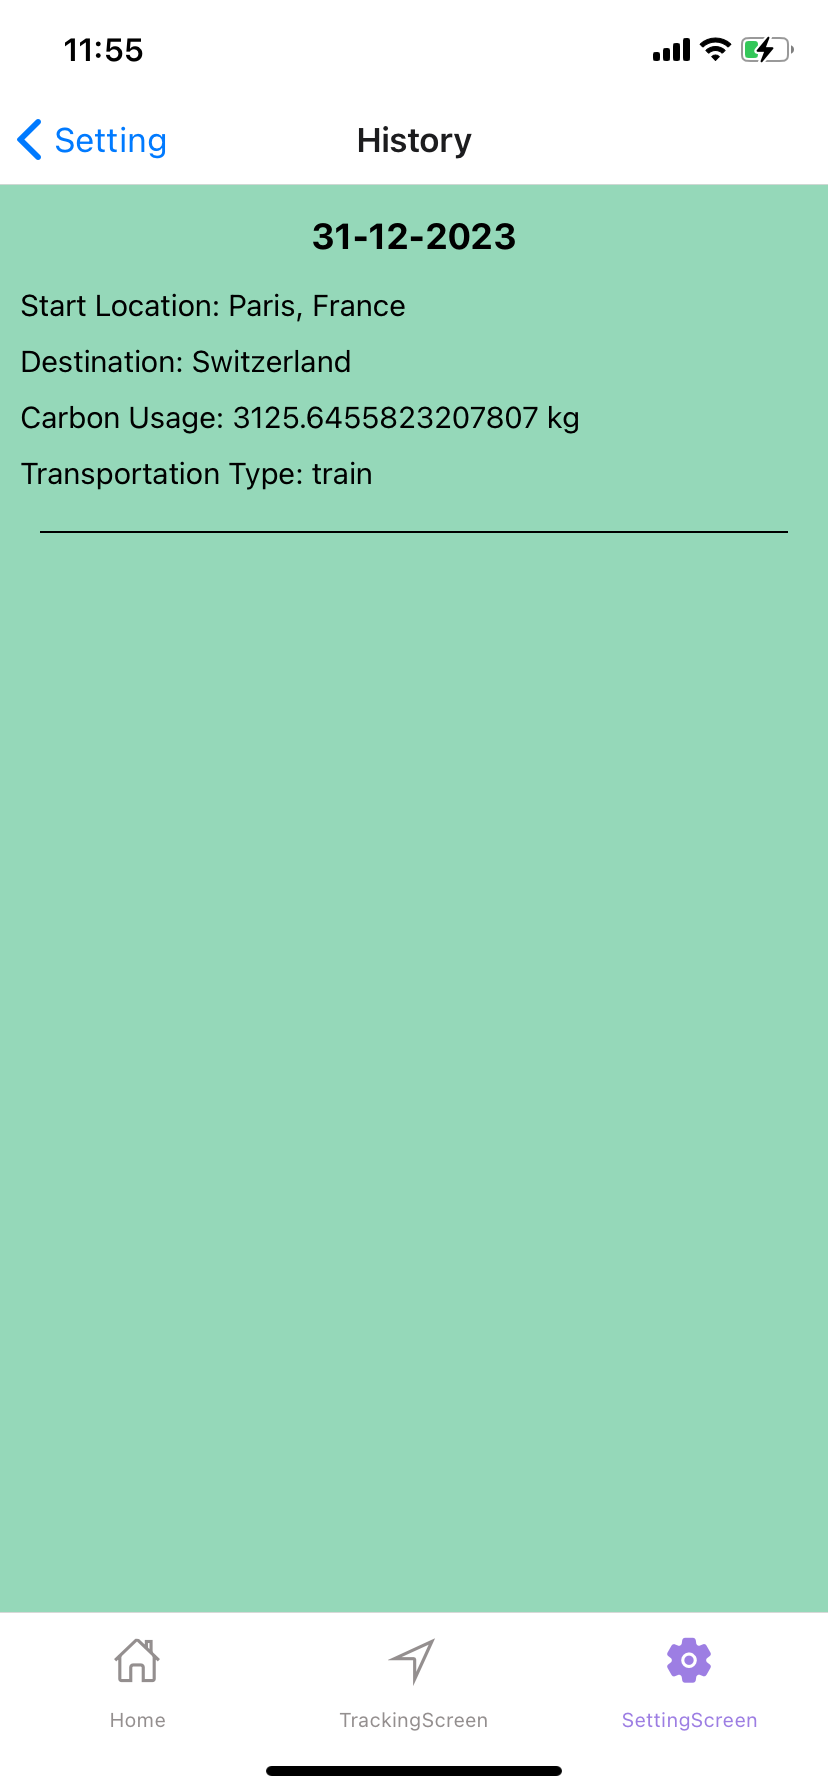 11:55
Setting
History
31-12-2023
Start Location: Paris, France
Destination: Switzerland
Carbon Usage: 3125.6455823207807 kg
Transportation Type: train
Home
TrackingScreen
SettingScreen